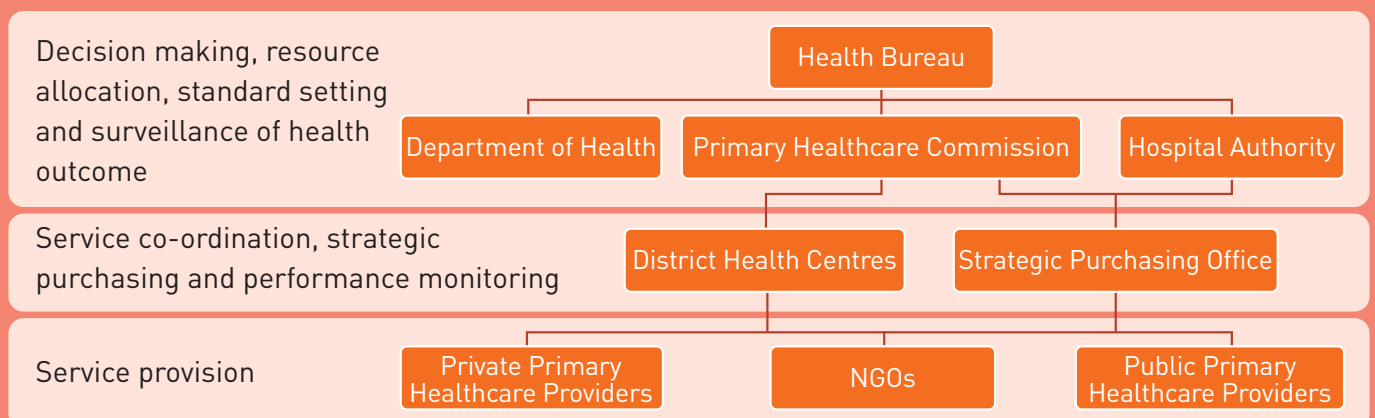 Decision making, resource
allocation, standard setting
and surveillance of health
outcome
Health Bureau
Department of Health
Primary Healthcare Commission
Hospital Authority
Service co-ordination, strategic
purchasing and performance monitoring
District Health Centres
Strategic Purchasing Office
Service provision
Private Primary
Healthcare Providers
NGOs
Public Primary
Healthcare Providers